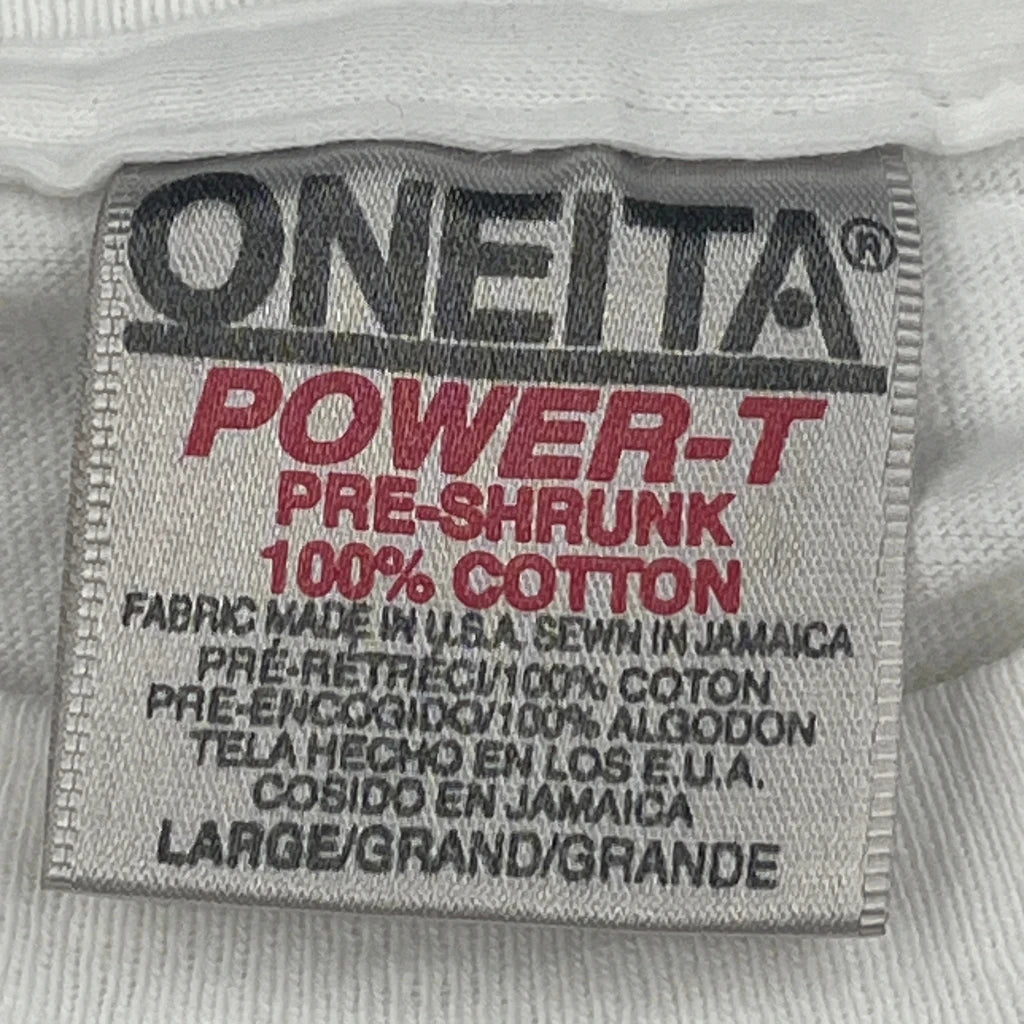 ONEITA®
POWER-T
PRE-SHRUNK
100% COTTON
FABRIC MADE IN U.S.A. SEWN IN JAMAICA
PRÉ-RÉTRÉCI/100% COTON
PRE-ENCOGIDO/100% ALGODON
TELA HECHO EN LOS E.U.A.
COSIDO EN JAMAICA
LARGE/GRAND/GRANDE